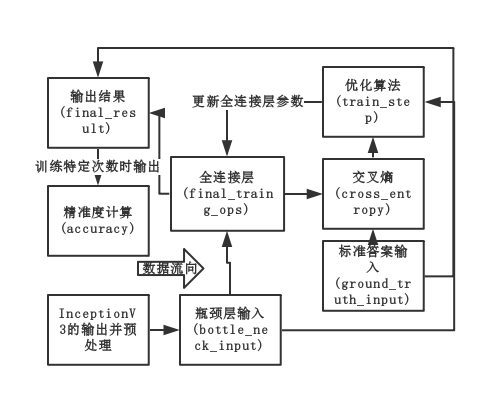 输出结果
(final_res
ult)
优化算法
(train_ste
p)
更新全连接层参数
训练特定次数时输出
全连接层
(final_train
g_ops)
交叉熵
(cross_ent
ropy)
精准度计算
(accuracy)
标准答案输
入
(ground_tr
uth_input)
数据流向
InceptionV
3的输出并预
处理
瓶颈层输入
(bottle_ne
ck_input)